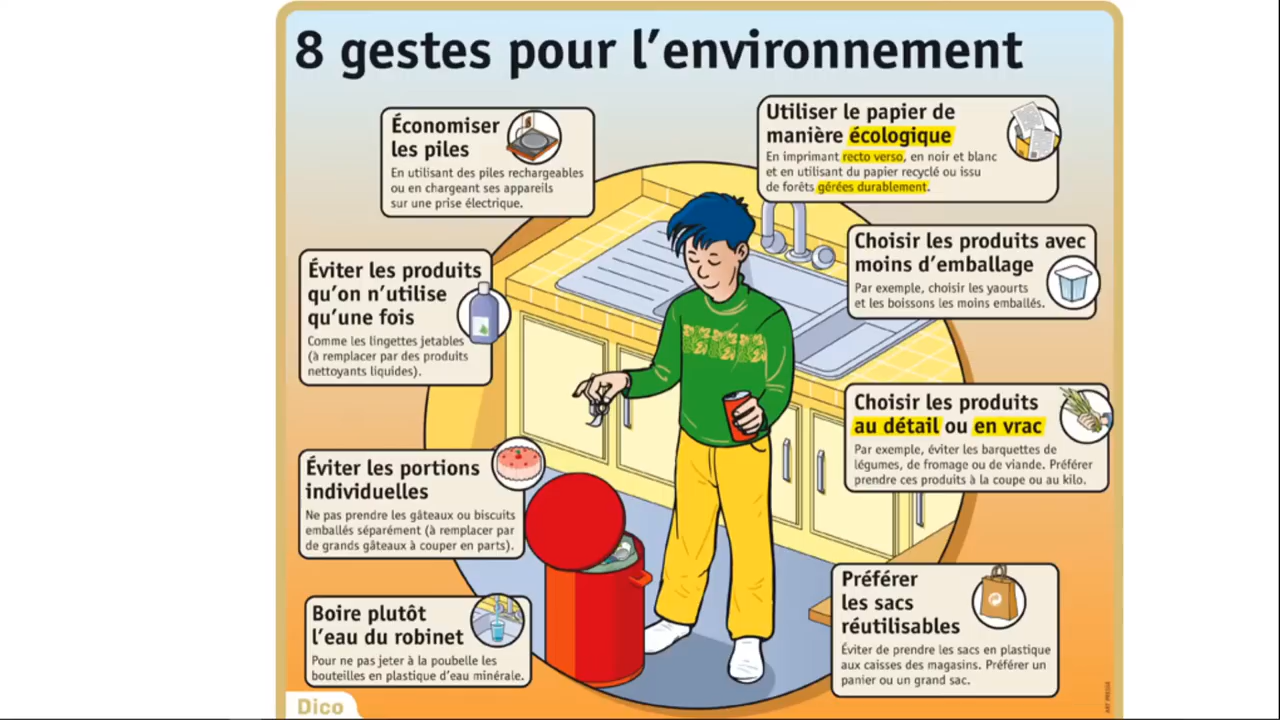 8 gestes pour l'environnement
Économiser
les piles
En utilisant des piles rechargeables
ou en chargeant ses appareils
sur une prise électrique.
Utiliser le papier de
manière écologique
En imprimant recto verso, en noir et blanc
et en utilisant du papier recyclé ou issu
de forêts gérées durablement.
Éviter les produits
qu'on n'utilise
qu'une fois
Comme les lingettes jetables
(à remplacer par des produits
nettoyants liquides).
Choisir les produits avec
moins d'emballage
Par exemple, choisir les yaourts
et les boissons les moins emballés.
Choisir les produits
au détail ou en vrac
Par exemple, éviter les barquettes de
légumes, de fromage ou de viande. Préférer
prendre ces produits à la coupe ou au kilo.
Éviter les portions
individuelles
Ne pas prendre les gâteaux ou biscuits
emballés séparément (à remplacer par
de grands gâteaux à couper en parts).
Boire plutôt
l'eau du robinet
Pour ne pas jeter à la poubelle les
bouteilles en plastique d'eau minérale.
Préférer
les sacs
réutilisables
Éviter de prendre les sacs en plastique
aux caisses des magasins. Préférer un
panier ou un grand sac.
Dico
ART PRESSE